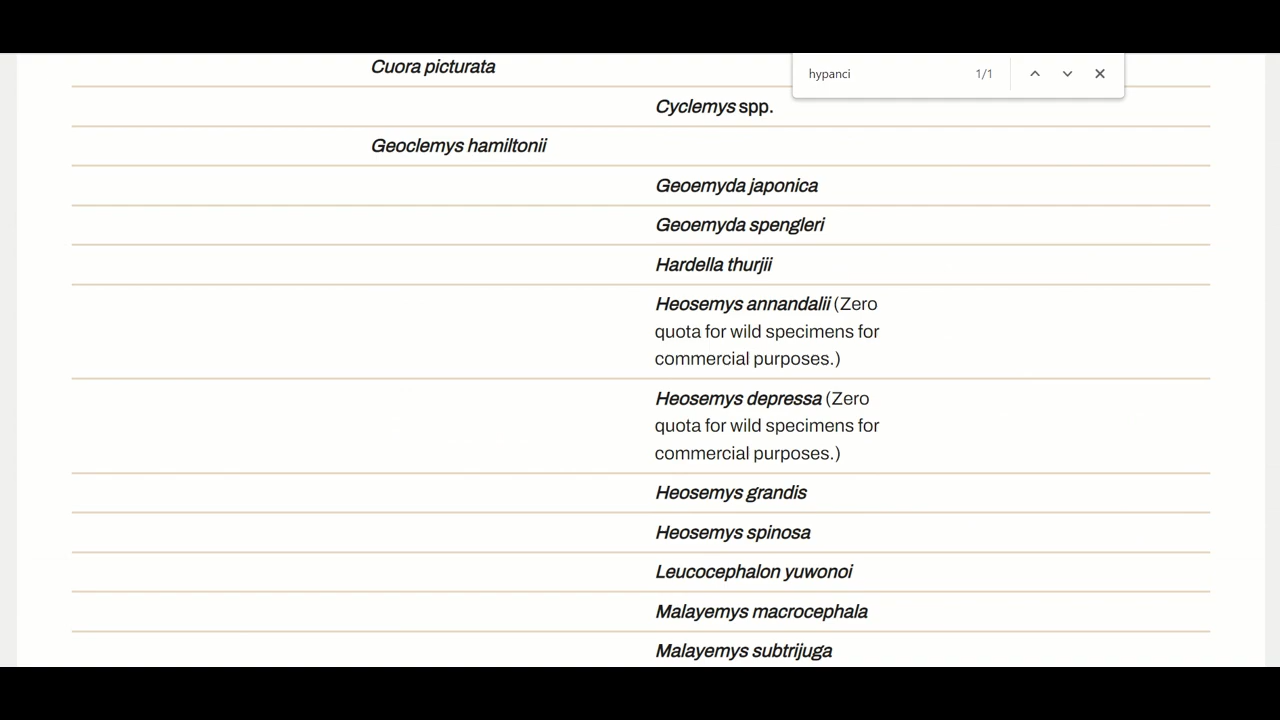 Cuora picturata
hypanci 1/1
Cyclemys spp.
Geoclemys hamiltonii
Geoemyda japonica
Geoemyda spengleri
Hardella thurjii
Heosemys annandalii (Zero
quota for wild specimens for
commercial purposes.)
Heosemys depressa (Zero
quota for wild specimens for
commercial purposes.)
Heosemys grandis
Heosemys spinosa
Leucocephalon yuwonoi
Malayemys macrocephala
Malayemys subtrijuga